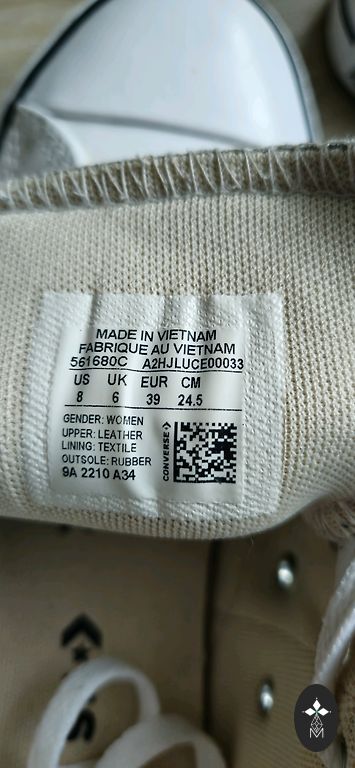 MADE IN VIETNAM
FABRIQUE AU VIETNAM
561680C A2HJLUCE00033
US UK EUR CM
8 6 39 24.5
GENDER: WOMEN
UPPER: LEATHER
LINING: TEXTILE
OUTSOLE: RUBBER
9A 2210 A34
CONVERSE